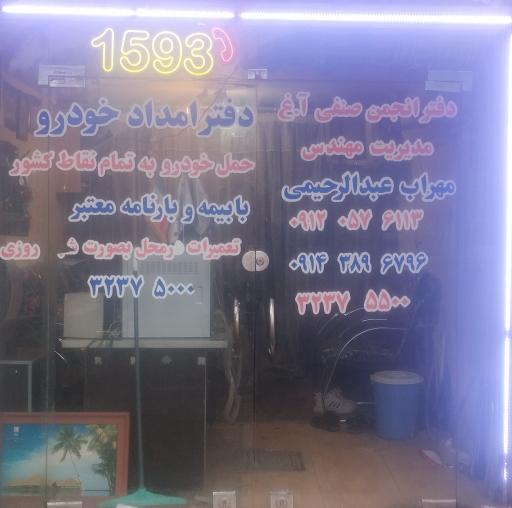 1593
دفتر انجمن صنفی آ.غ
مدیریت مهندس
مهراب عبدالرحیمی
۰۹۱۲ ۰۵۷ ۶۱۱۳
۰۹۱۴ ۳۸۹ ۶۷۹۶
۳۲۳۷ ۵۵۰۰
دفتر امداد خودرو
حمل خودرو به تمام نقاط کشور
با بیمه و بارنامه معتبر
تعمیرات درمحل بصورت روزی
۳۲۳۷ ۵۰۰۰